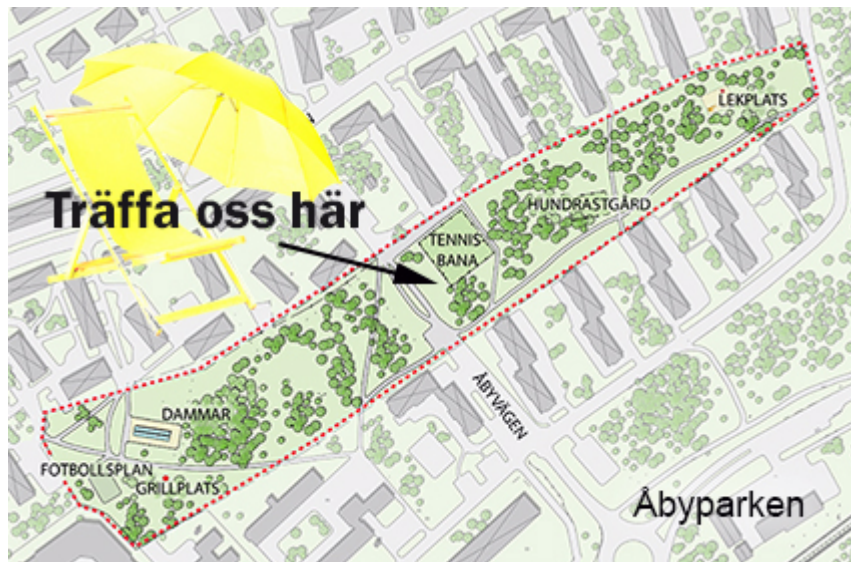 LEKPLATS
Träffa oss här
HUNDRASTGÅRD
TENNIS-
BANA
ÅBYVÄGEN
DAMMAR
FOTBOLLSPLAN
GRILLPLATS
Åbyparken